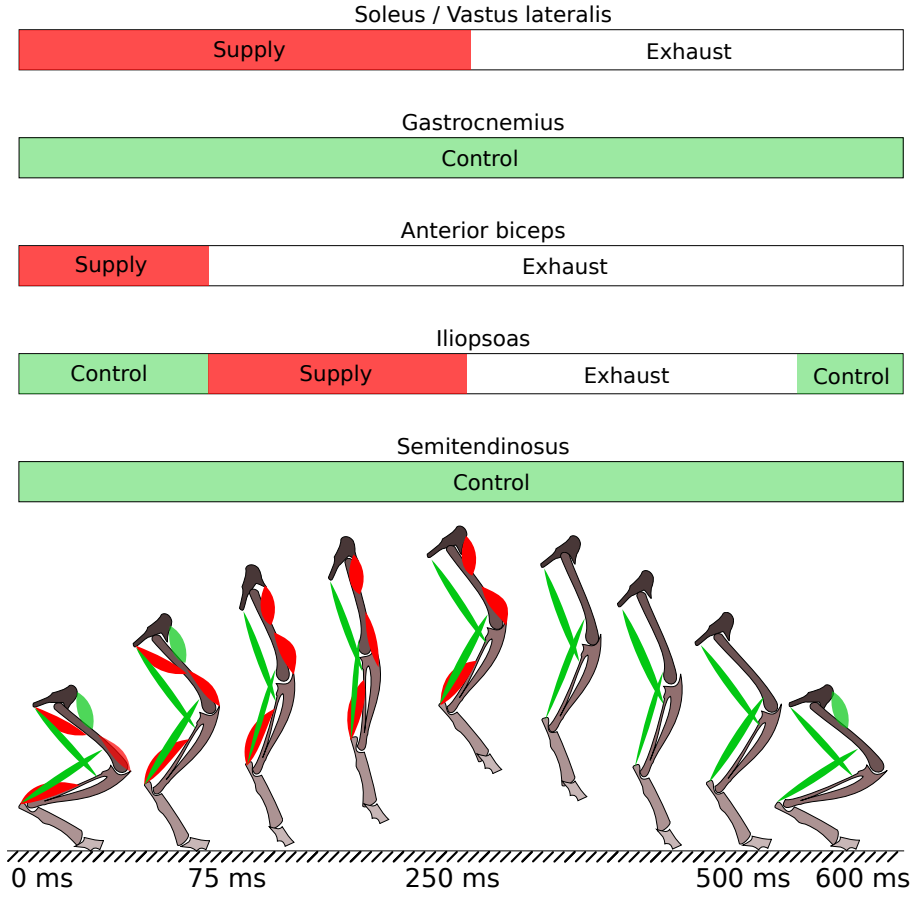 Soleus / Vastus lateralis
Supply Exhaust
Gastrocnemius
Control
Anterior biceps
Supply Exhaust
Iliopsoas
Control Supply Exhaust Control
Semitendinosus
Control
0 ms 75 ms 250 ms 500 ms 600 ms